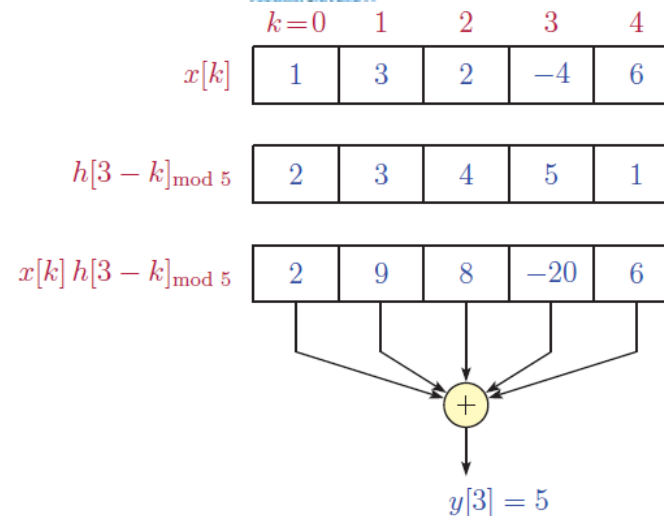 k=0 1 2 3 4
x[k] 1 3 2 −4 6
h[3 − k]mod 5 2 3 4 5 1
x[k] h[3 − k]mod 5 2 9 8 −20 6
+
y[3] = 5